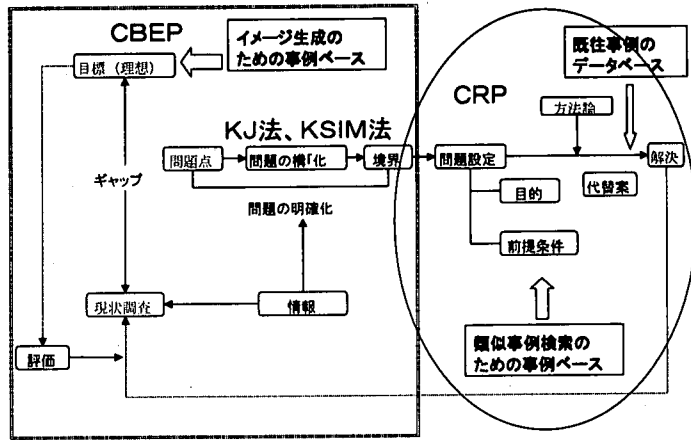 CBEP
イメージ生成の
ための事例ベース
目標（理想）
既往事例の
データベース
CRP
方法論
KJ法、KSIM法
問題点
境界
問題設定
解決
ギャップ
目的
代替案
問題の明確化
前提条件
現状調査
情報
類似事例検索の
ための事例ベース
評価